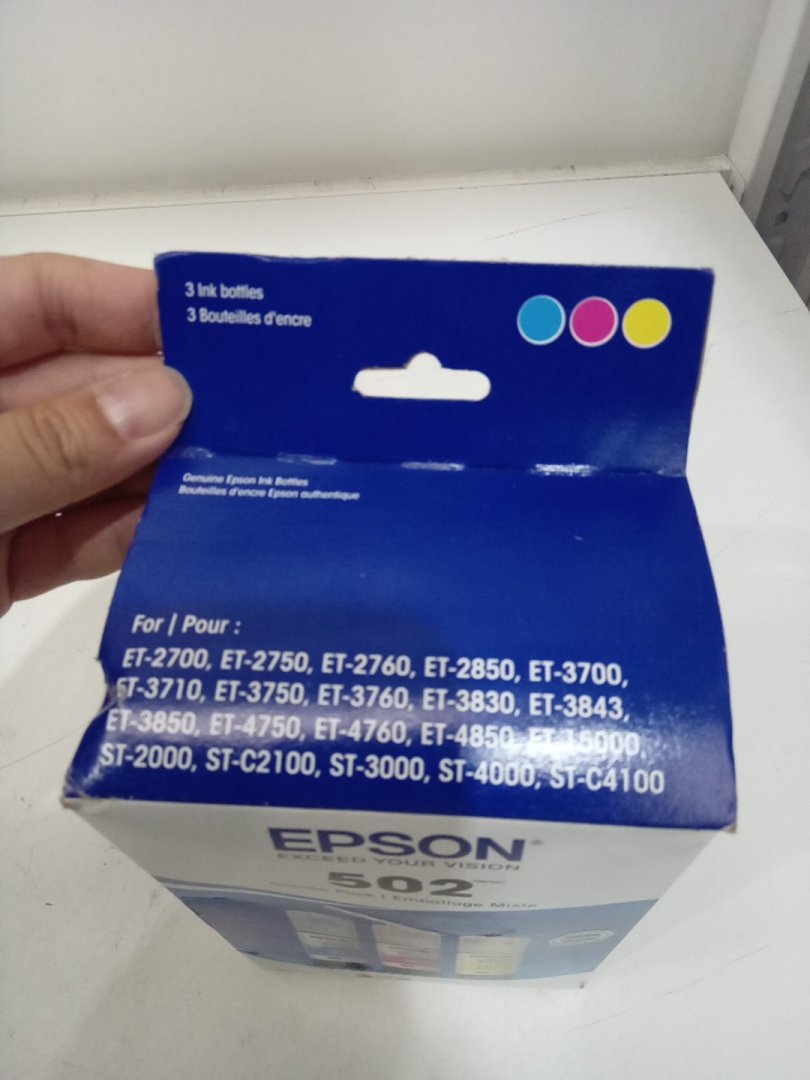 3 Ink bottles
3 Bouteilles d'encre
Genuine Epson Ink Bottles
Bouteilles d'encre Epson authentique
For / Pour :
ET-2700, ET-2750, ET-2760, ET-2850, ET-3700,
ET-3710, ET-3750, ET-3760, ET-3830, ET-3843,
ET-3850, ET-4750, ET-4760, ET-4850, ET-15000,
ST-2000, ST-C2100, ST-3000, ST-4000, ST-C4100
EPSON®
EXCEED YOUR VISION
502
Pack | Emballage Mixte